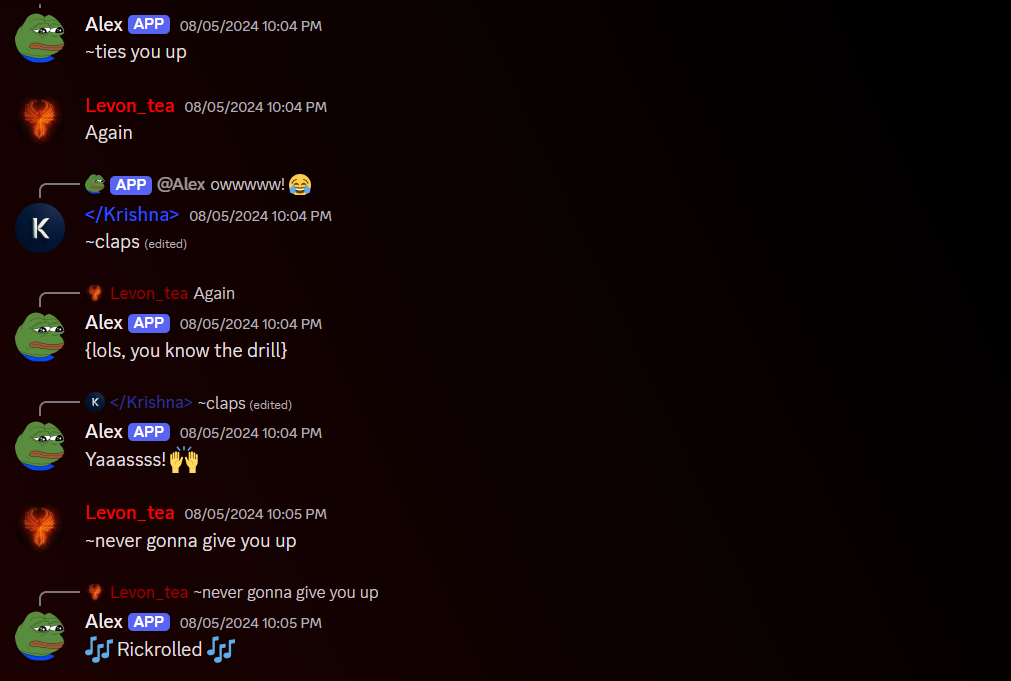 Alex APP 08/05/2024 10:04 PM
~ties you up
Levon_tea 08/05/2024 10:04 PM
Again
APP @Alex owwwww! 😂
K </Krishna> 08/05/2024 10:04 PM
~claps (edited)
Levon_tea Again
Alex APP 08/05/2024 10:04 PM
{lols, you know the drill}
K </Krishna> ~claps (edited)
Alex APP 08/05/2024 10:04 PM
Yaaassss! 🙌
Levon_tea 08/05/2024 10:05 PM
~never gonna give you up
Levon_tea ~never gonna give you up
Alex APP 08/05/2024 10:05 PM
🎶 Rickrolled 🎶